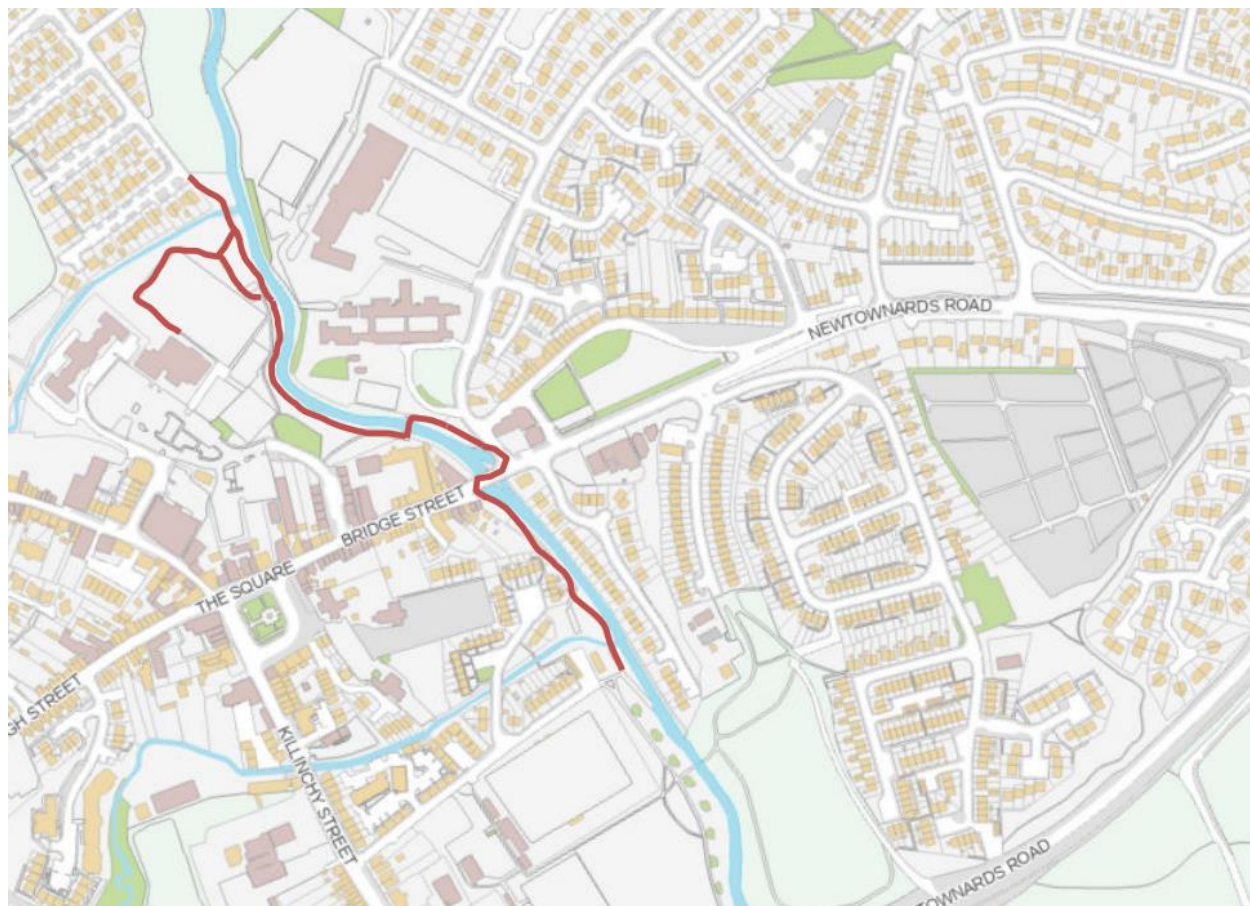 NEWTOWNARDS ROAD
BRIDGE STREET
THE SQUARE
GH STREET
KILLINCHY STREET
TOWNARDS ROAD